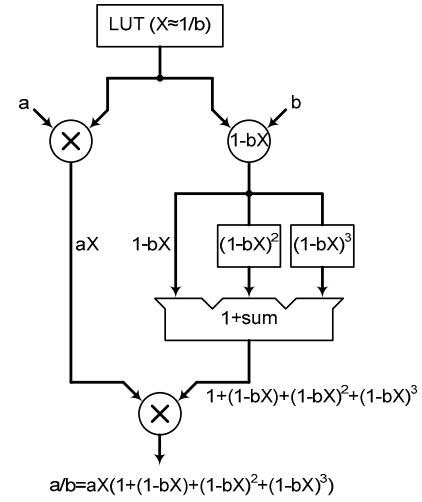 LUT (X≈1/b)
a
b
×
1-bX
aX
1-bX
(1-bX)²
(1-bX)³
1+sum
1+(1-bX)+(1-bX)²+(1-bX)³
×
a/b=aX(1+(1-bX)+(1-bX)²+(1-bX)³)